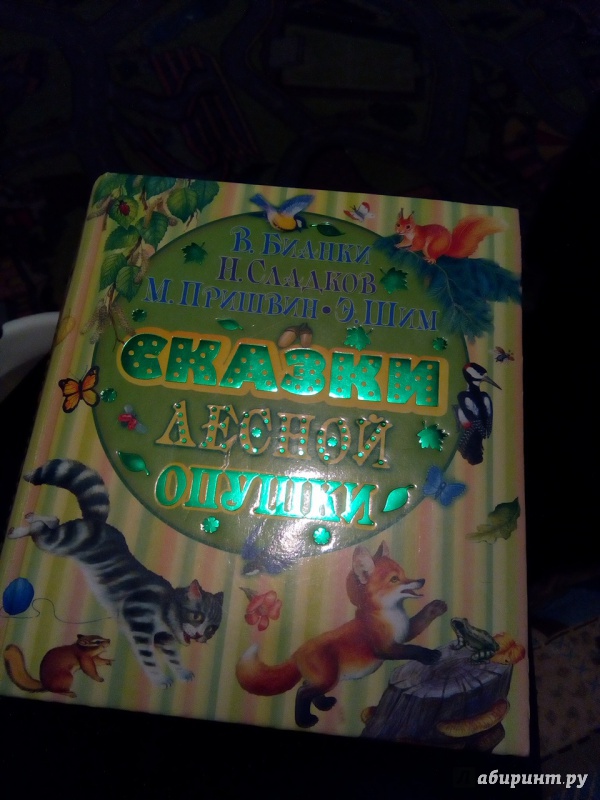 В. Бианки
Н. Сладков
М. Пришвин • Э. Шим
Сказки
лесной
опушки
Лабиринт.ру